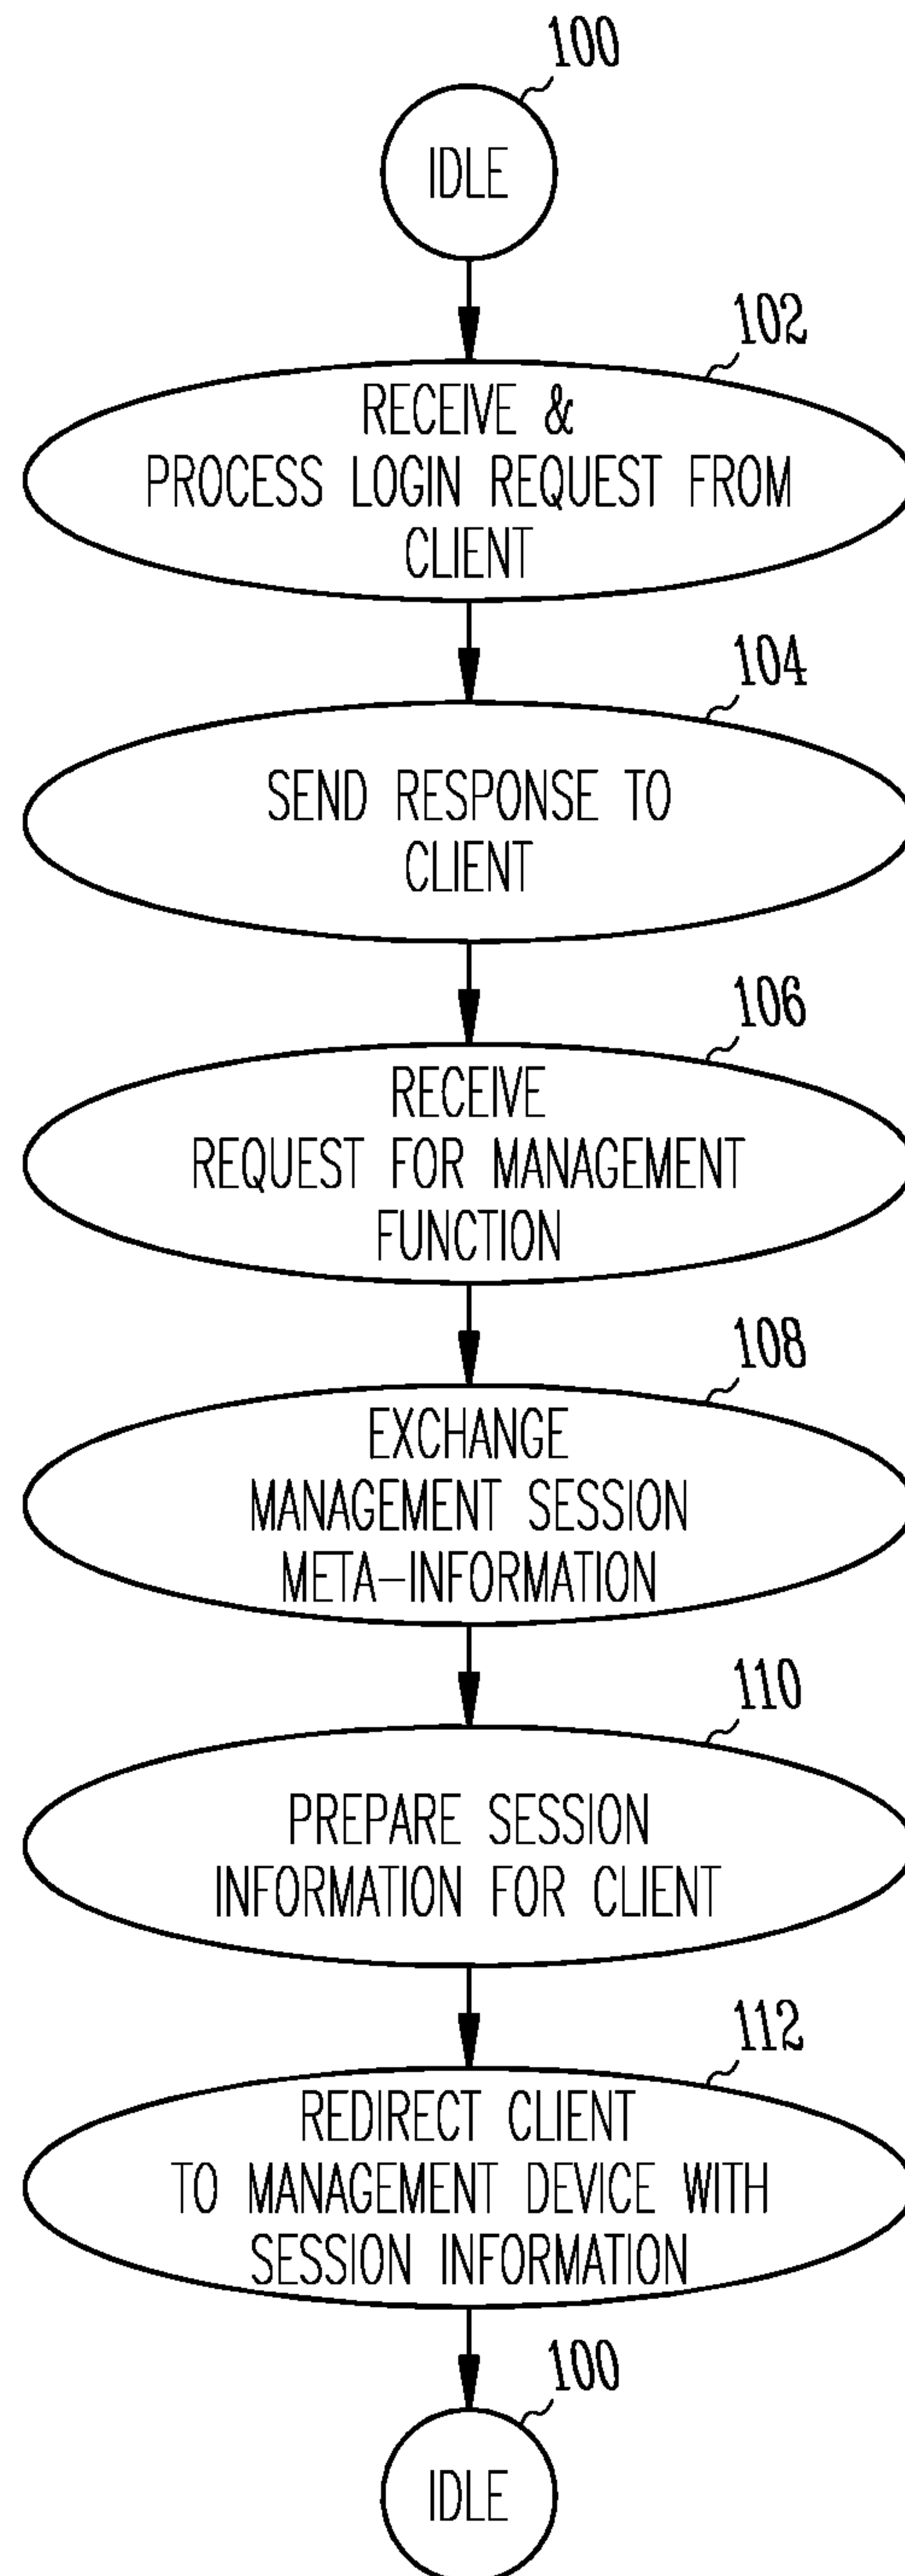 100
IDLE
102
RECEIVE &
PROCESS LOGIN REQUEST FROM
CLIENT
104
SEND RESPONSE TO
CLIENT
106
RECEIVE
REQUEST FOR MANAGEMENT
FUNCTION
108
EXCHANGE
MANAGEMENT SESSION
META-INFORMATION
110
PREPARE SESSION
INFORMATION FOR CLIENT
112
REDIRECT CLIENT
TO MANAGEMENT DEVICE WITH
SESSION INFORMATION
100
IDLE